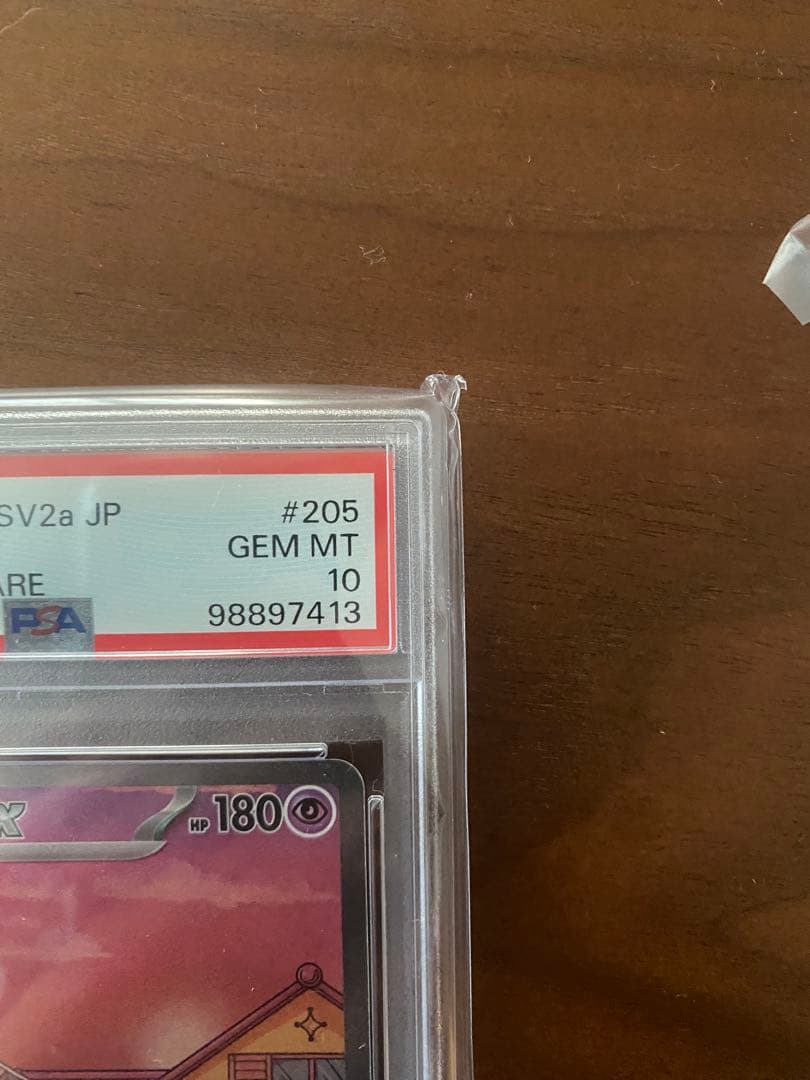 SV2a JP #205
GEM MT
ARE 10
PSA 98897413
x HP 180